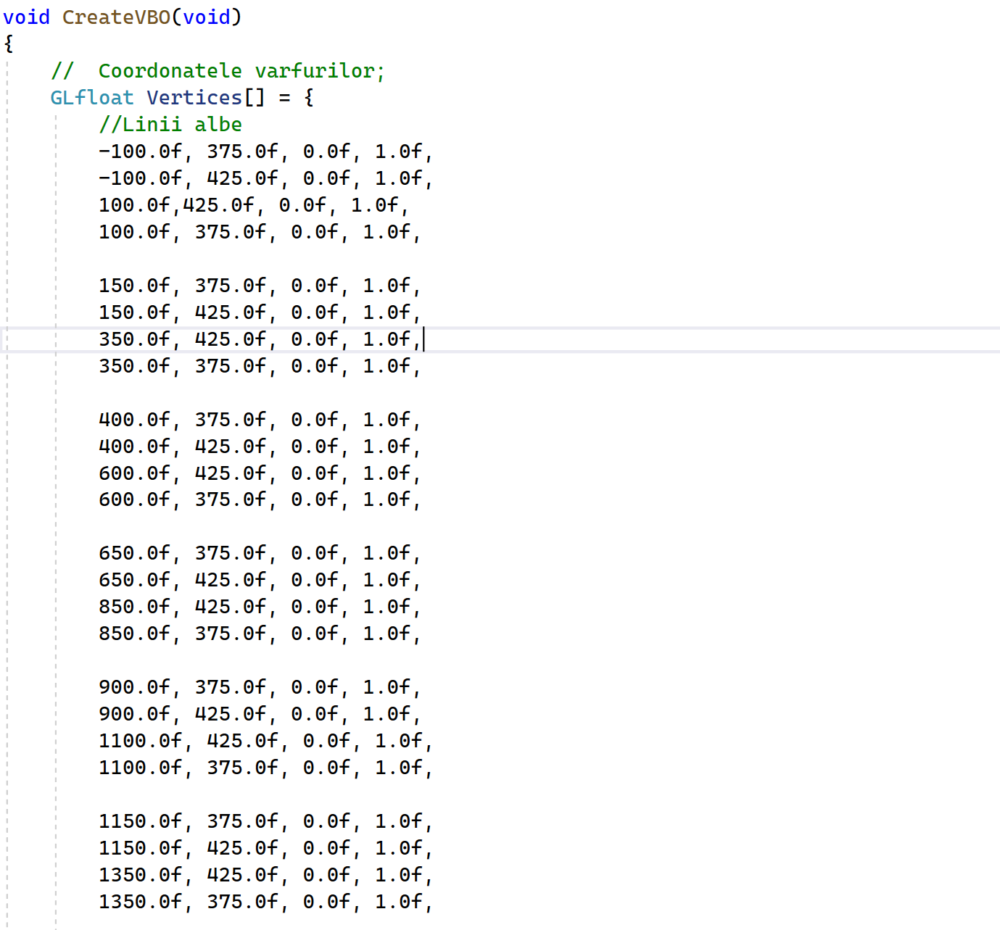 void CreateVBO(void)
{
//  Coordonatele varfurilor;
GLfloat Vertices[] = {
//Linii albe
-100.0f, 375.0f, 0.0f, 1.0f,
-100.0f, 425.0f, 0.0f, 1.0f,
100.0f,425.0f, 0.0f, 1.0f,
100.0f, 375.0f, 0.0f, 1.0f,
150.0f, 375.0f, 0.0f, 1.0f,
150.0f, 425.0f, 0.0f, 1.0f,
350.0f, 425.0f, 0.0f, 1.0f,
350.0f, 375.0f, 0.0f, 1.0f,
400.0f, 375.0f, 0.0f, 1.0f,
400.0f, 425.0f, 0.0f, 1.0f,
600.0f, 425.0f, 0.0f, 1.0f,
600.0f, 375.0f, 0.0f, 1.0f,
650.0f, 375.0f, 0.0f, 1.0f,
650.0f, 425.0f, 0.0f, 1.0f,
850.0f, 425.0f, 0.0f, 1.0f,
850.0f, 375.0f, 0.0f, 1.0f,
900.0f, 375.0f, 0.0f, 1.0f,
900.0f, 425.0f, 0.0f, 1.0f,
1100.0f, 425.0f, 0.0f, 1.0f,
1100.0f, 375.0f, 0.0f, 1.0f,
1150.0f, 375.0f, 0.0f, 1.0f,
1150.0f, 425.0f, 0.0f, 1.0f,
1350.0f, 425.0f, 0.0f, 1.0f,
1350.0f, 375.0f, 0.0f, 1.0f,